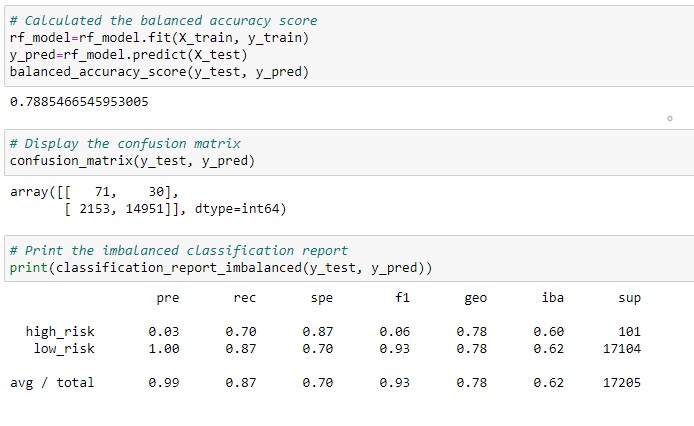 # Calculated the balanced accuracy score
rf_model=rf_model.fit(X_train, y_train)
y_pred=rf_model.predict(X_test)
balanced_accuracy_score(y_test, y_pred)
0.7885466545953005
# Display the confusion matrix
confusion_matrix(y_test, y_pred)
array([[   71,    30],
       [ 2153, 14951]], dtype=int64)
# Print the imbalanced classification report
print(classification_report_imbalanced(y_test, y_pred))
pre rec spe f1 geo iba sup
high_risk 0.03 0.70 0.87 0.06 0.78 0.60 101
low_risk 1.00 0.87 0.70 0.93 0.78 0.62 17104
avg / total 0.99 0.87 0.70 0.93 0.78 0.62 17205